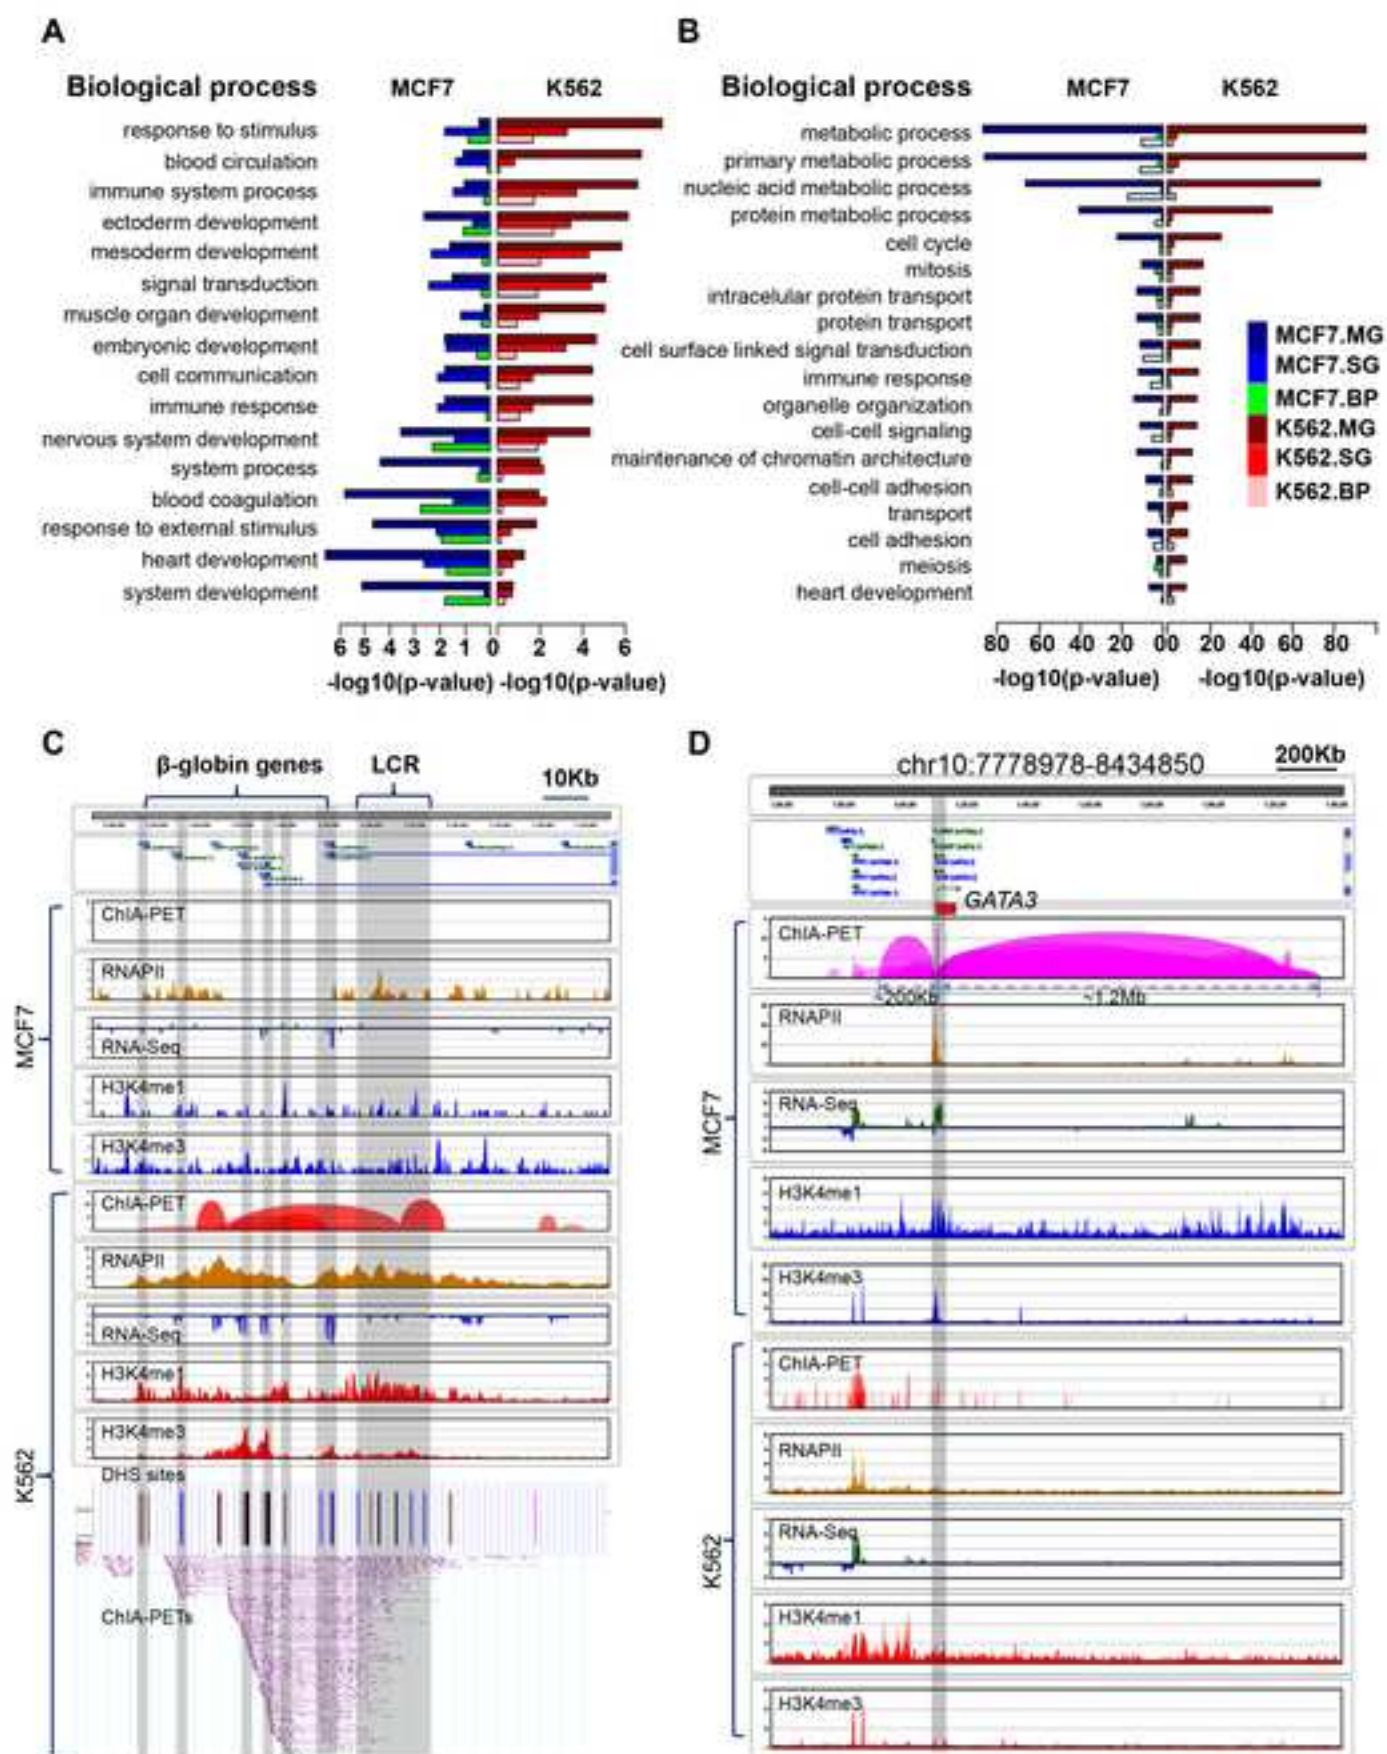 A
Biological process MCF7 K562
response to stimulus
blood circulation
immune system process
ectoderm development
mesoderm development
signal transduction
muscle organ development
embryonic development
cell communication
immune response
nervous system development
system process
blood coagulation
response to external stimulus
heart development
system development
6 5 4 3 2 1 0 2 4 6
-log10(p-value) -log10(p-value)
B
Biological process MCF7 K562
metabolic process
primary metabolic process
nucleic acid metabolic process
protein metabolic process
cell cycle
mitosis
intracelular protein transport
protein transport
cell surface linked signal transduction
immune response
organelle organization
cell-cell signaling
maintenance of chromatin architecture
cell-cell adhesion
transport
cell adhesion
meiosis
heart development
80 60 40 20 00 20 40 60 80
-log10(p-value) -log10(p-value)
MCF7.MG
MCF7.SG
MCF7.BP
K562.MG
K562.SG
K562.BP
C
β-globin genes LCR
10Kb
MCF7
ChIA-PET
RNAPII
RNA-Seq
H3K4me1
H3K4me3
K562
ChIA-PET
RNAPII
RNA-Seq
H3K4me1
H3K4me3
DHS sites
ChIA-PETs
D
chr10:7778978-8434850
200Kb
GATA3
MCF7
ChIA-PET
~200Kb ~1.2Mb
RNAPII
RNA-Seq
H3K4me1
H3K4me3
K562
ChIA-PET
RNAPII
RNA-Seq
H3K4me1
H3K4me3